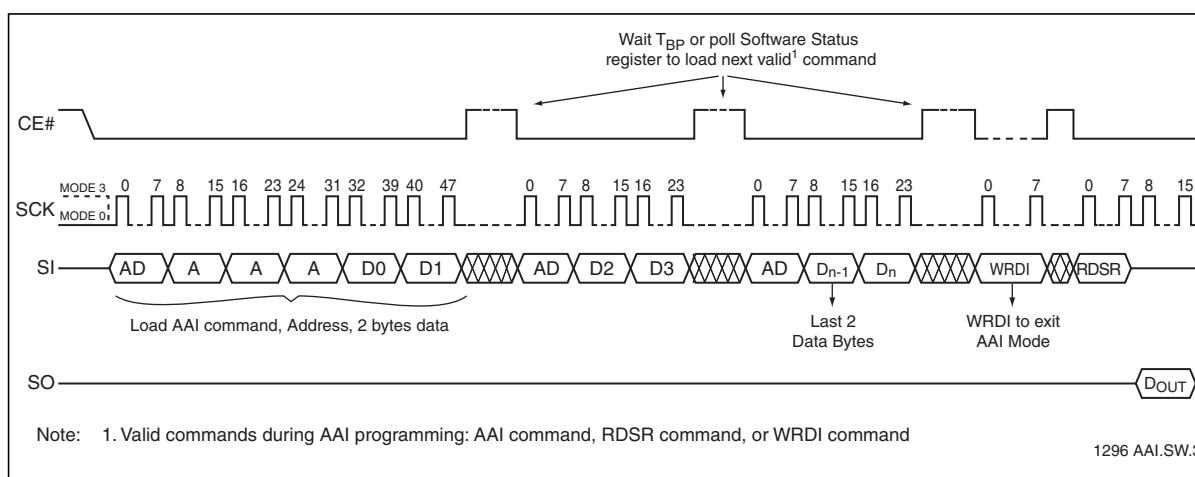 Wait TBP or poll Software Status
register to load next valid1 command
CE#
MODE 3
MODE 0
SCK
0 7 8 15 16 23 24 31 32 39 40 47 0 7 8 15 16 23 0 7 8 15 16 23 0 7 0 7 8 15
SI
AD A A A D0 D1 AD D2 D3 AD Dn-1 Dn WRDI RDSR
Load AAI command, Address, 2 bytes data
Last 2
Data Bytes
WRDI to exit
AAI Mode
SO
DOUT
Note: 1. Valid commands during AAI programming: AAI command, RDSR command, or WRDI command
1296 AAI.SW.3